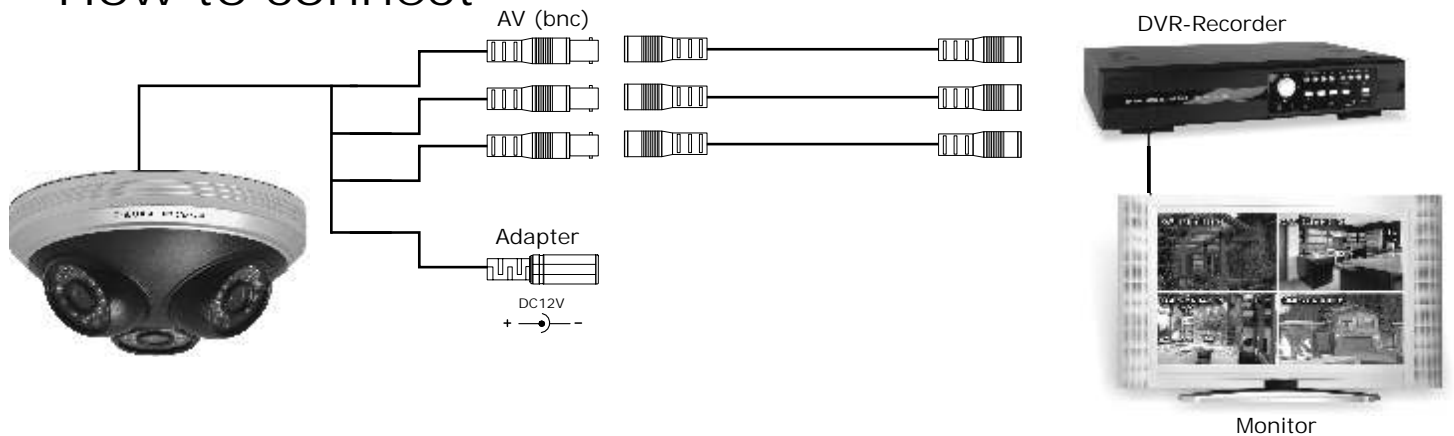 How to connect
AV (bnc)
DVR-Recorder
Adapter
DC12V
+ -
Monitor